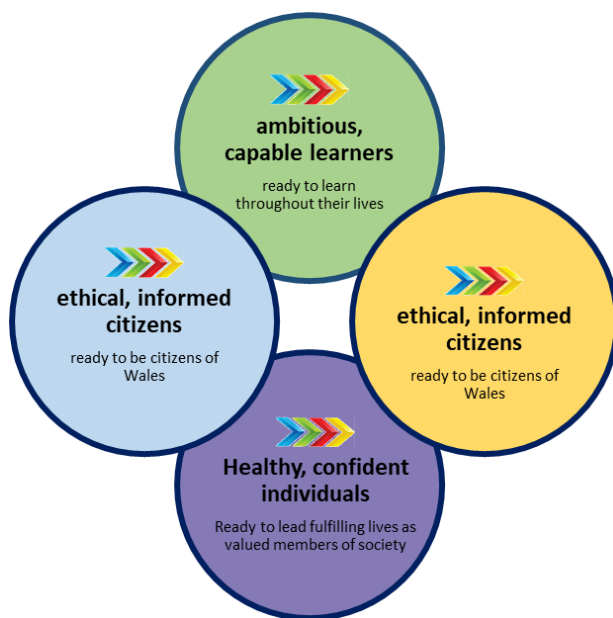 ambitious,
capable learners
ready to learn
throughout their lives
ethical, informed
citizens
ready to be citizens of
Wales
ethical, informed
citizens
ready to be citizens of
Wales
Healthy, confident
individuals
Ready to lead fulfilling lives as
valued members of society